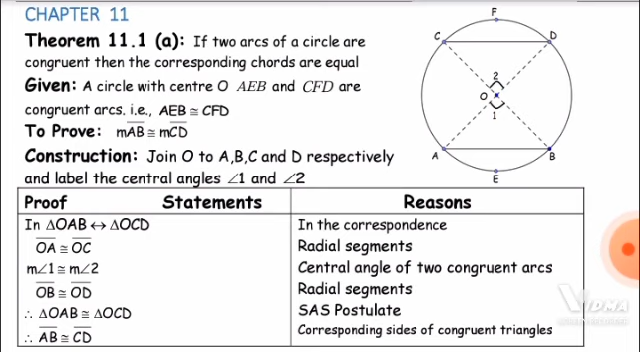 CHAPTER 11
Theorem 11.1 (a): If two arcs of a circle are
congruent then the corresponding chords are equal
Given: A circle with centre O AEB and CFD are
congruent arcs. i.e., AEB ≅ CFD
To Prove: mAB ≅ mCD
Construction: Join O to A,B,C and D respectively
and label the central angles ∠1 and ∠2
F
C D
2
O
1
A B
E
Proof Statements Reasons
In ΔOAB ↔ ΔOCD In the correspondence
OA ≅ OC Radial segments
m∠1 ≅ m∠2 Central angle of two congruent arcs
OB ≅ OD Radial segments
∴ ΔOAB ≅ ΔOCD SAS Postulate
∴ AB ≅ CD Corresponding sides of congruent triangles
VIDMA